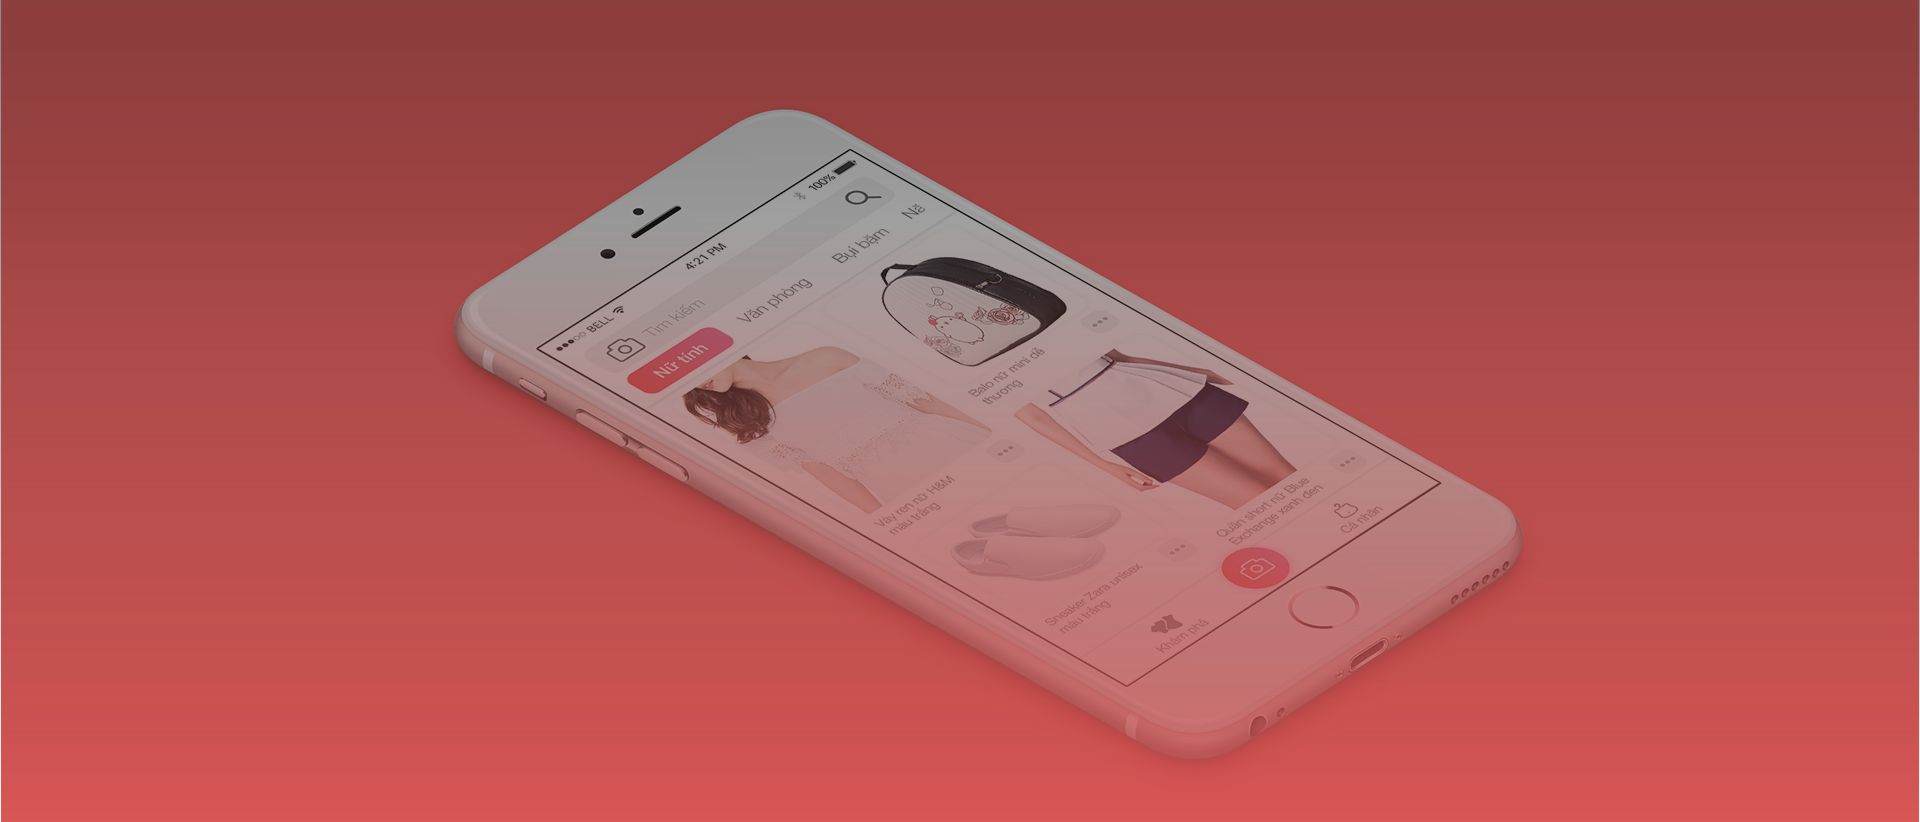 BELL
4:21 PM
100%
Tìm kiếm
Nữ tính
Văn phòng
Bụi bặm
Váy ren nữ H&M
màu trắng
Balo nữ mini dễ
thương
Sneaker Zara unisex
màu trắng
Quần short nữ Blue
Exchange xanh đen
Khám phá
Cá nhân